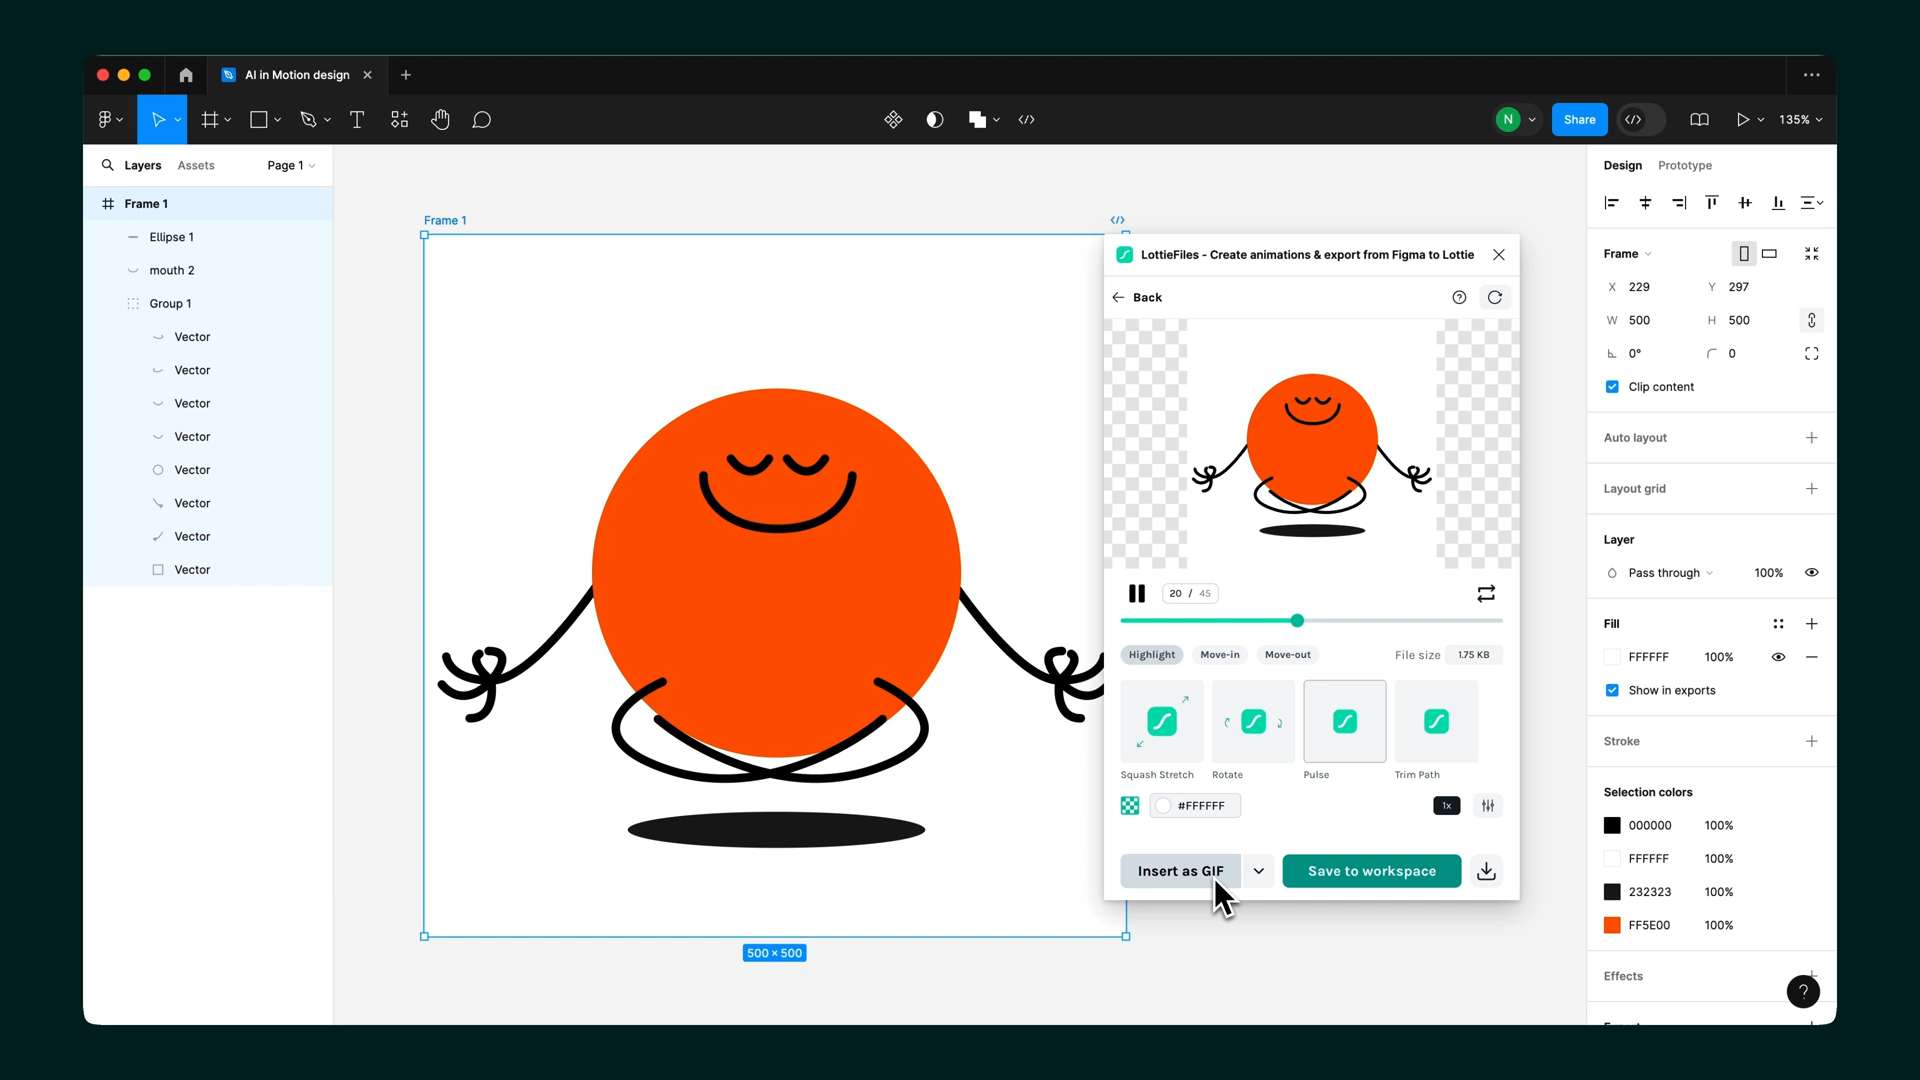 AI in Motion design
N
Share
135%
Layers Assets Page 1
Frame 1
Ellipse 1
mouth 2
Group 1
Vector
Vector
Vector
Vector
Vector
Vector
Vector
Vector
Frame 1
500 × 500
LottieFiles - Create animations & export from Figma to Lottie
Back
20 / 45
Highlight Move-in Move-out File size 1.75 KB
Squash Stretch Rotate Pulse Trim Path
#FFFFFF 1x
Insert as GIF Save to workspace
Design Prototype
Frame
X 229 Y 297
W 500 H 500
0° 0
Clip content
Auto layout
Layout grid
Layer
Pass through 100%
Fill
FFFFFF 100%
Show in exports
Stroke
Selection colors
000000 100%
FFFFFF 100%
232323 100%
FF5E00 100%
Effects
?